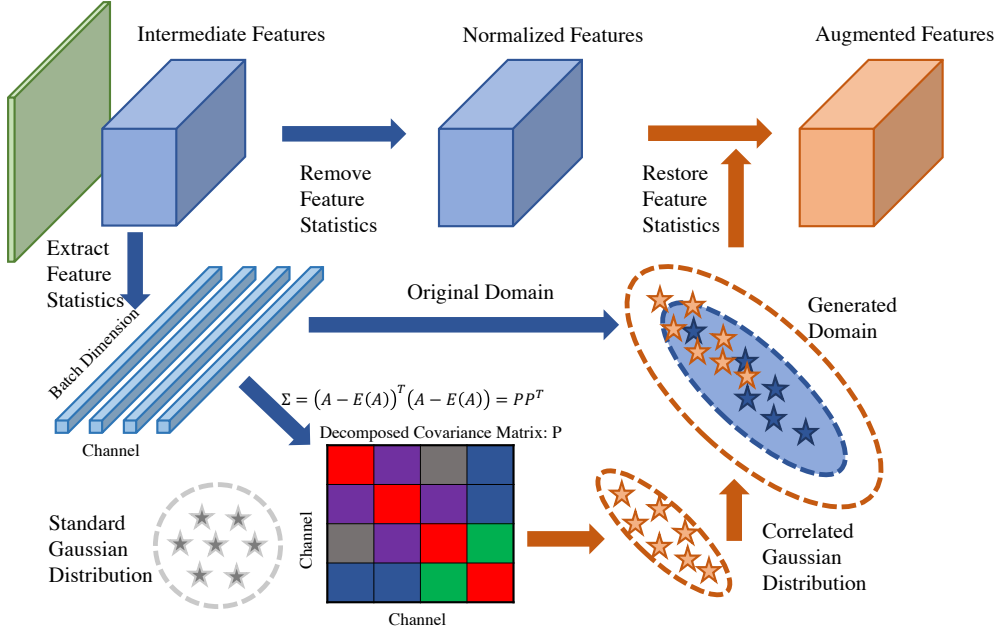 Intermediate Features
Normalized Features
Augmented Features
Remove
Feature
Statistics
Restore
Feature
Statistics
Extract
Feature
Statistics
Batch Dimension
Channel
Original Domain
Generated
Domain
Σ = (A − E(A))^T (A − E(A)) = PP^T
Decomposed Covariance Matrix: P
Channel
Channel
Standard
Gaussian
Distribution
Correlated
Gaussian
Distribution